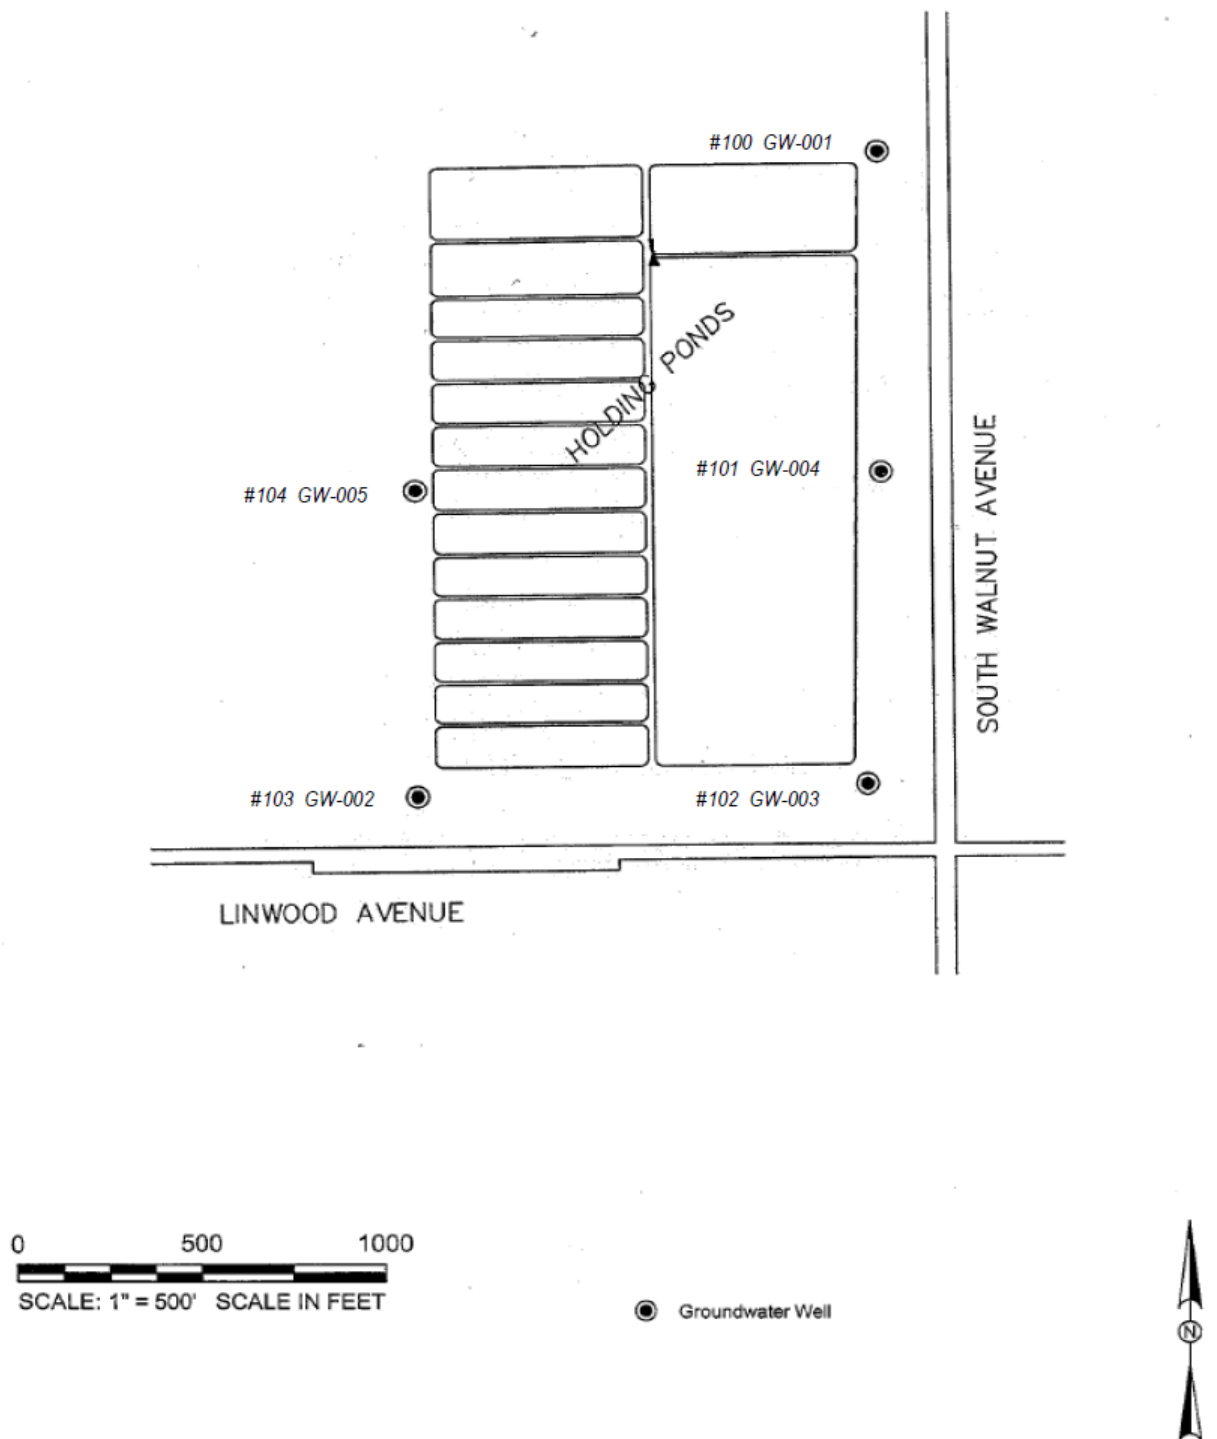 #100 GW-001
HOLDING PONDS
#101 GW-004
#104 GW-005
SOUTH WALNUT AVENUE
#103 GW-002
#102 GW-003
LINWOOD AVENUE
0 500 1000
SCALE: 1" = 500' SCALE IN FEET
Groundwater Well
N